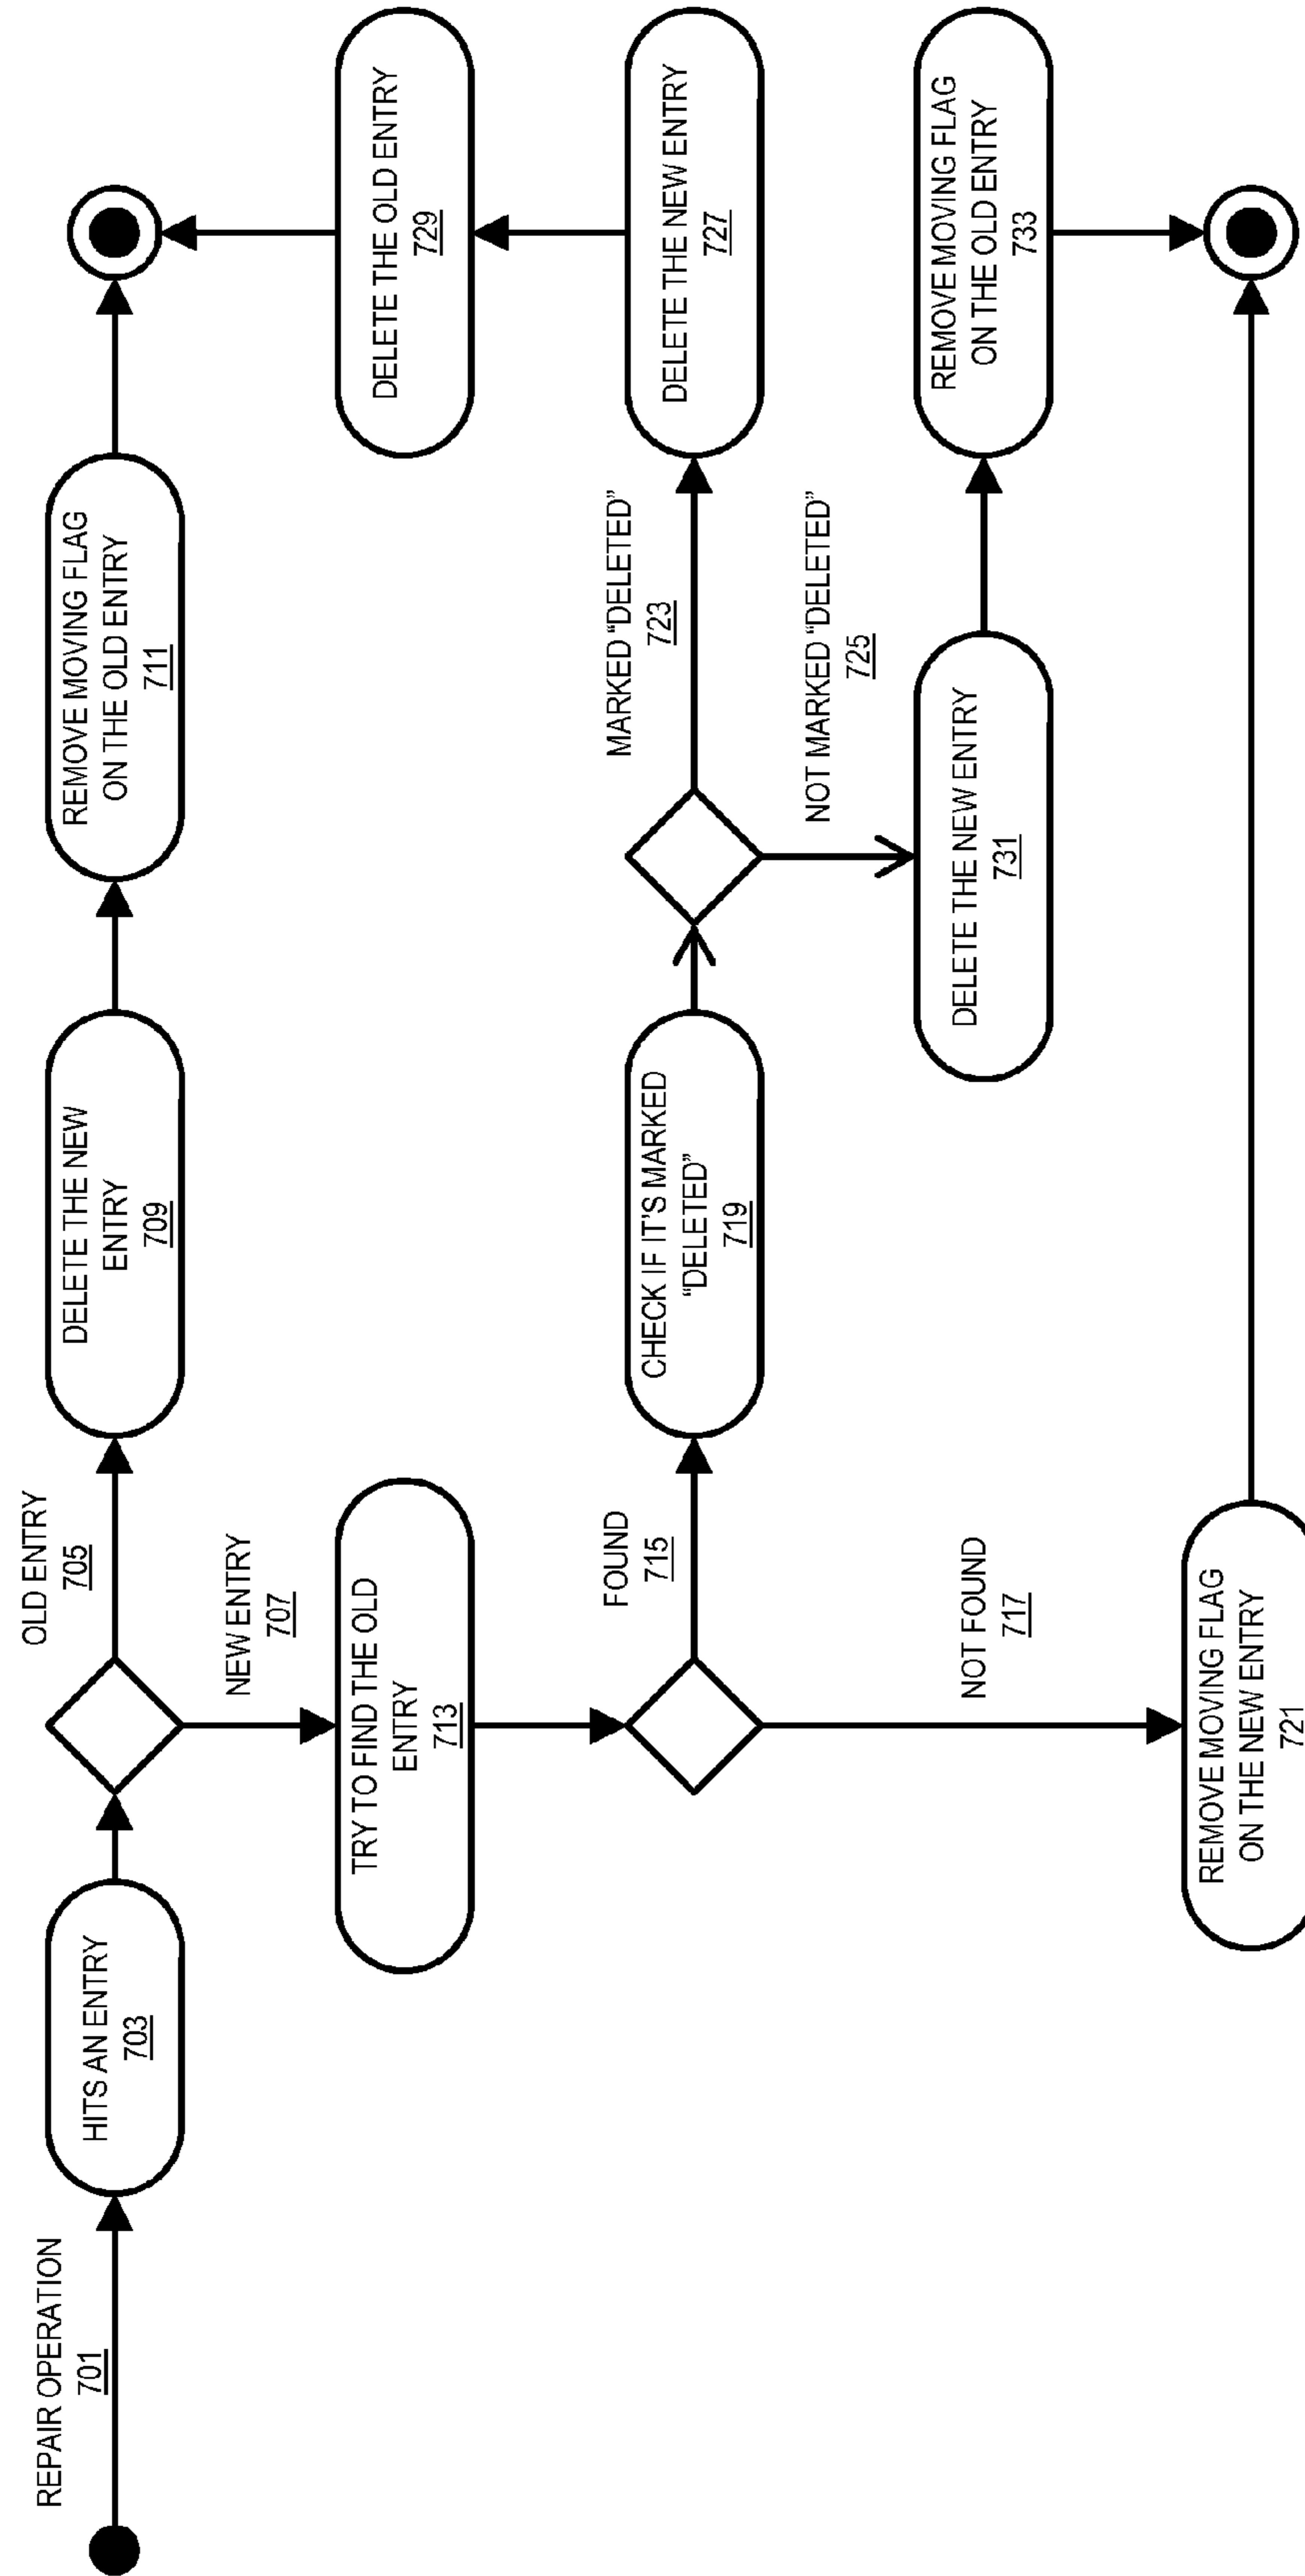 REPAIR OPERATION
701
HITS AN ENTRY
703
OLD ENTRY
705
NEW ENTRY
707
DELETE THE NEW
ENTRY
709
REMOVE MOVING FLAG
ON THE OLD ENTRY
711
TRY TO FIND THE OLD
ENTRY
713
FOUND
715
NOT FOUND
717
CHECK IF IT'S MARKED
“DELETED”
719
REMOVE MOVING FLAG
ON THE NEW ENTRY
721
MARKED “DELETED”
723
NOT MARKED “DELETED”
725
DELETE THE NEW ENTRY
727
DELETE THE OLD ENTRY
729
DELETE THE NEW ENTRY
731
REMOVE MOVING FLAG
ON THE OLD ENTRY
733